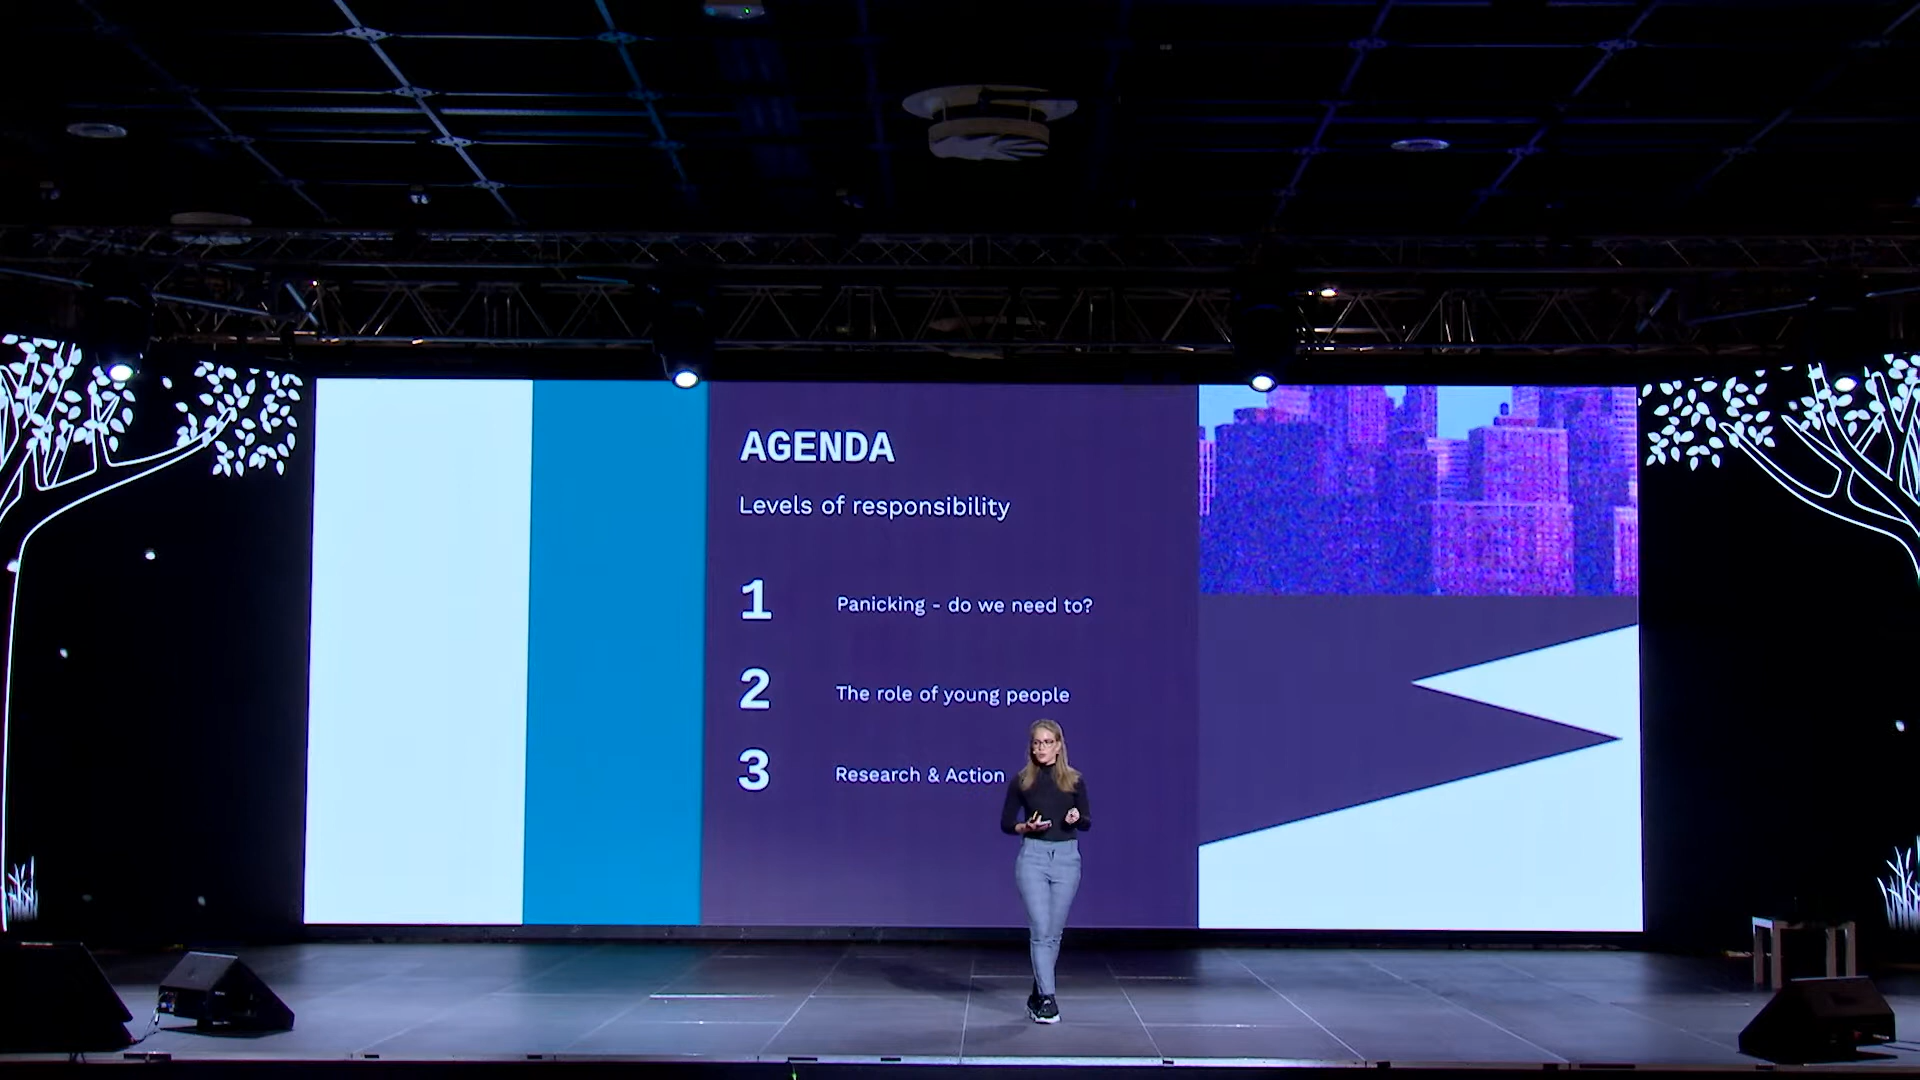 AGENDA
Levels of responsibility
1 Panicking - do we need to?
2 The role of young people
3 Research & Action